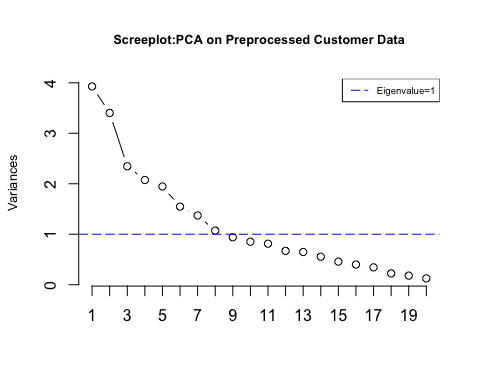 Screeplot:PCA on Preprocessed Customer Data
Eigenvalue=1
Variances
4
3
2
1
0
1 3 5 7 9 11 13 15 17 19